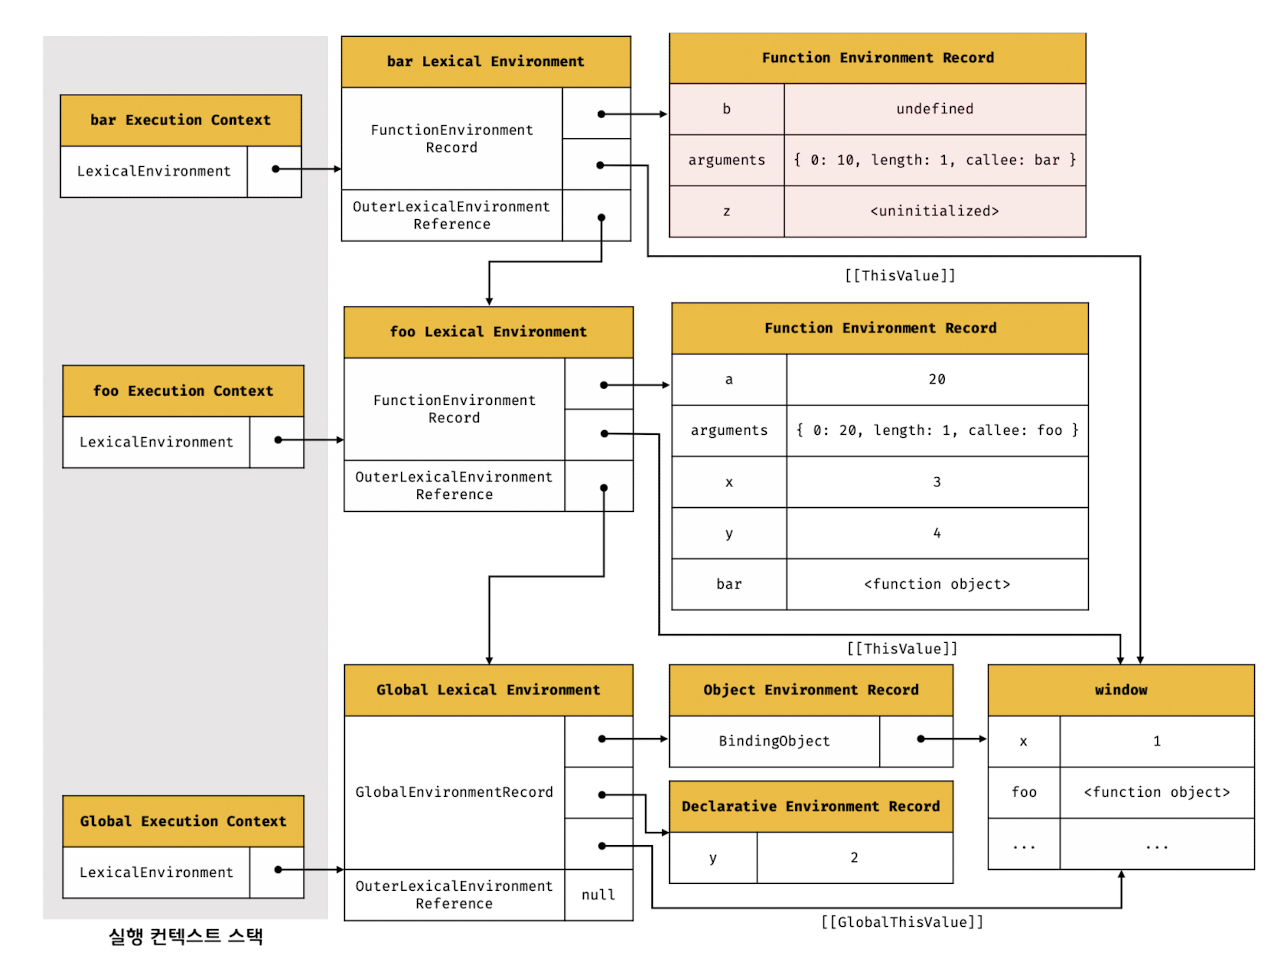 bar Execution Context
LexicalEnvironment
bar Lexical Environment
FunctionEnvironment
Record
OuterLexicalEnvironment
Reference
Function Environment Record
b undefined
arguments { 0: 10, length: 1, callee: bar }
z <uninitialized>
[[ThisValue]]
foo Execution Context
LexicalEnvironment
foo Lexical Environment
FunctionEnvironment
Record
OuterLexicalEnvironment
Reference
Function Environment Record
a 20
arguments { 0: 20, length: 1, callee: foo }
x 3
y 4
bar <function object>
[[ThisValue]]
Global Execution Context
LexicalEnvironment
Global Lexical Environment
GlobalEnvironmentRecord
OuterLexicalEnvironment
Reference
null
Object Environment Record
BindingObject
Declarative Environment Record
y 2
window
x 1
foo <function object>
... ...
[[GlobalThisValue]]
실행 컨텍스트 스택